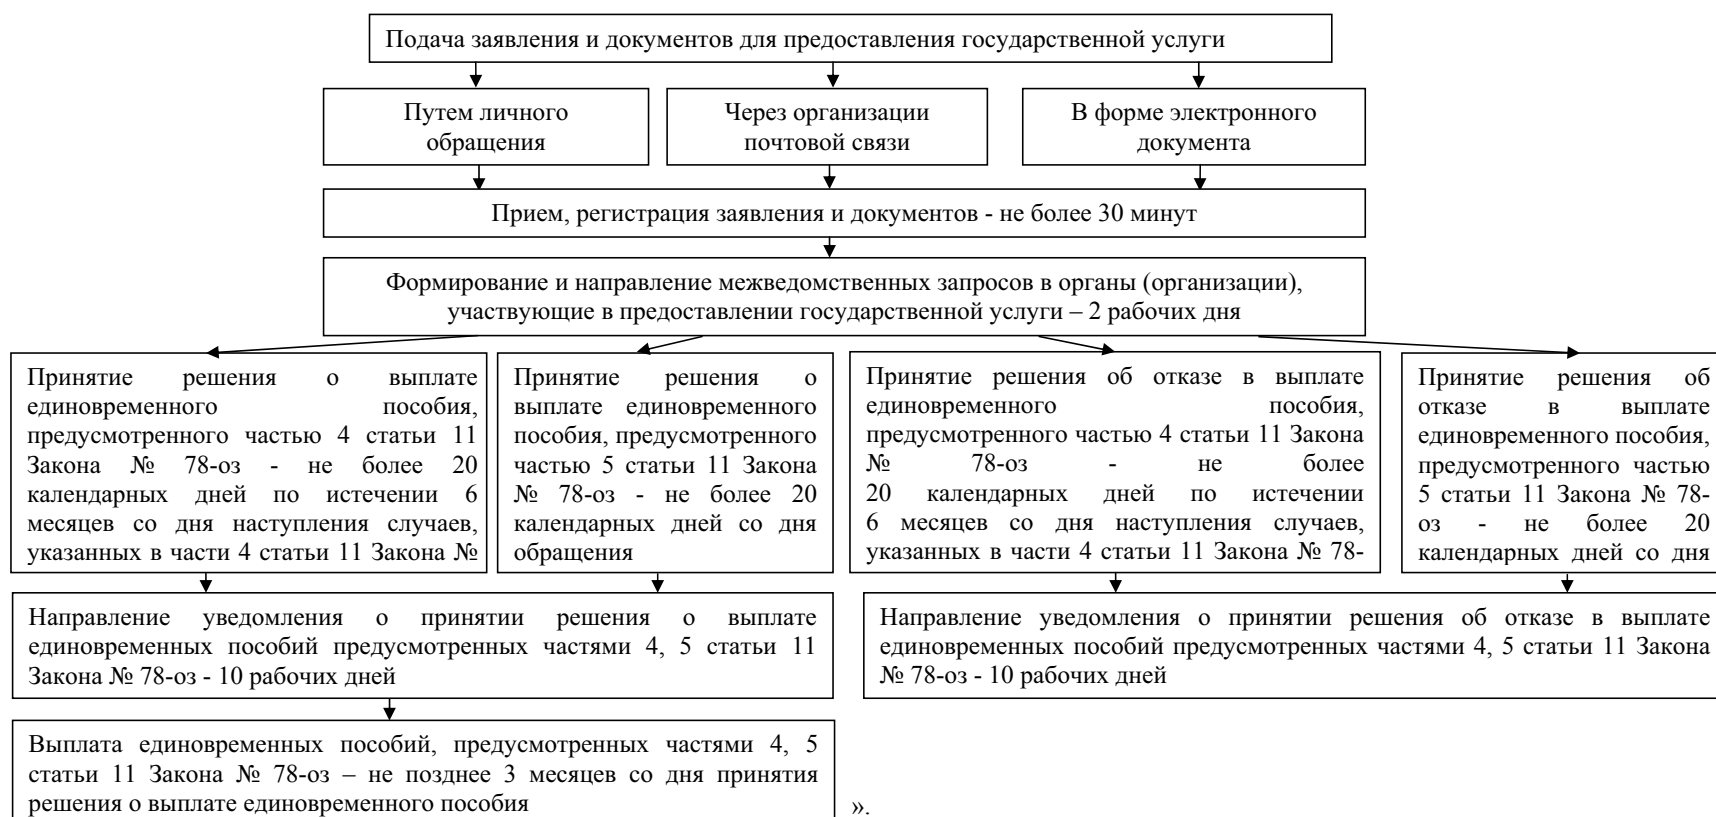 Подача заявления и документов для предоставления государственной услуги
Путем личного
обращения
Через организации
почтовой связи
В форме электронного
документа
Прием, регистрация заявления и документов - не более 30 минут
Формирование и направление межведомственных запросов в органы (организации),
участвующие в предоставлении государственной услуги – 2 рабочих дня
Принятие решения о выплате
единовременного пособия,
предусмотренного частью 4 статьи 11
Закона № 78-оз - не более 20
календарных дней по истечении 6
месяцев со дня наступления случаев,
указанных в части 4 статьи 11 Закона №
Принятие решения о
выплате единовременного
пособия, предусмотренного
частью 5 статьи 11 Закона
№ 78-оз - не более 20
календарных дней со дня
обращения
Принятие решения об отказе в выплате
единовременного пособия,
предусмотренного частью 4 статьи 11 Закона
№ 78-оз - не более
20 календарных дней по истечении
6 месяцев со дня наступления случаев,
указанных в части 4 статьи 11 Закона № 78-
Принятие решения об
отказе в выплате
единовременного пособия,
предусмотренного частью
5 статьи 11 Закона № 78-
оз - не более 20
календарных дней со дня
Направление уведомления о принятии решения о выплате
единовременных пособий предусмотренных частями 4, 5 статьи 11
Закона № 78-оз - 10 рабочих дней
Направление уведомления о принятии решения об отказе в выплате
единовременных пособий предусмотренных частями 4, 5 статьи 11 Закона
№ 78-оз - 10 рабочих дней
Выплата единовременных пособий, предусмотренных частями 4, 5
статьи 11 Закона № 78-оз – не позднее 3 месяцев со дня принятия
решения о выплате единовременного пособия
».